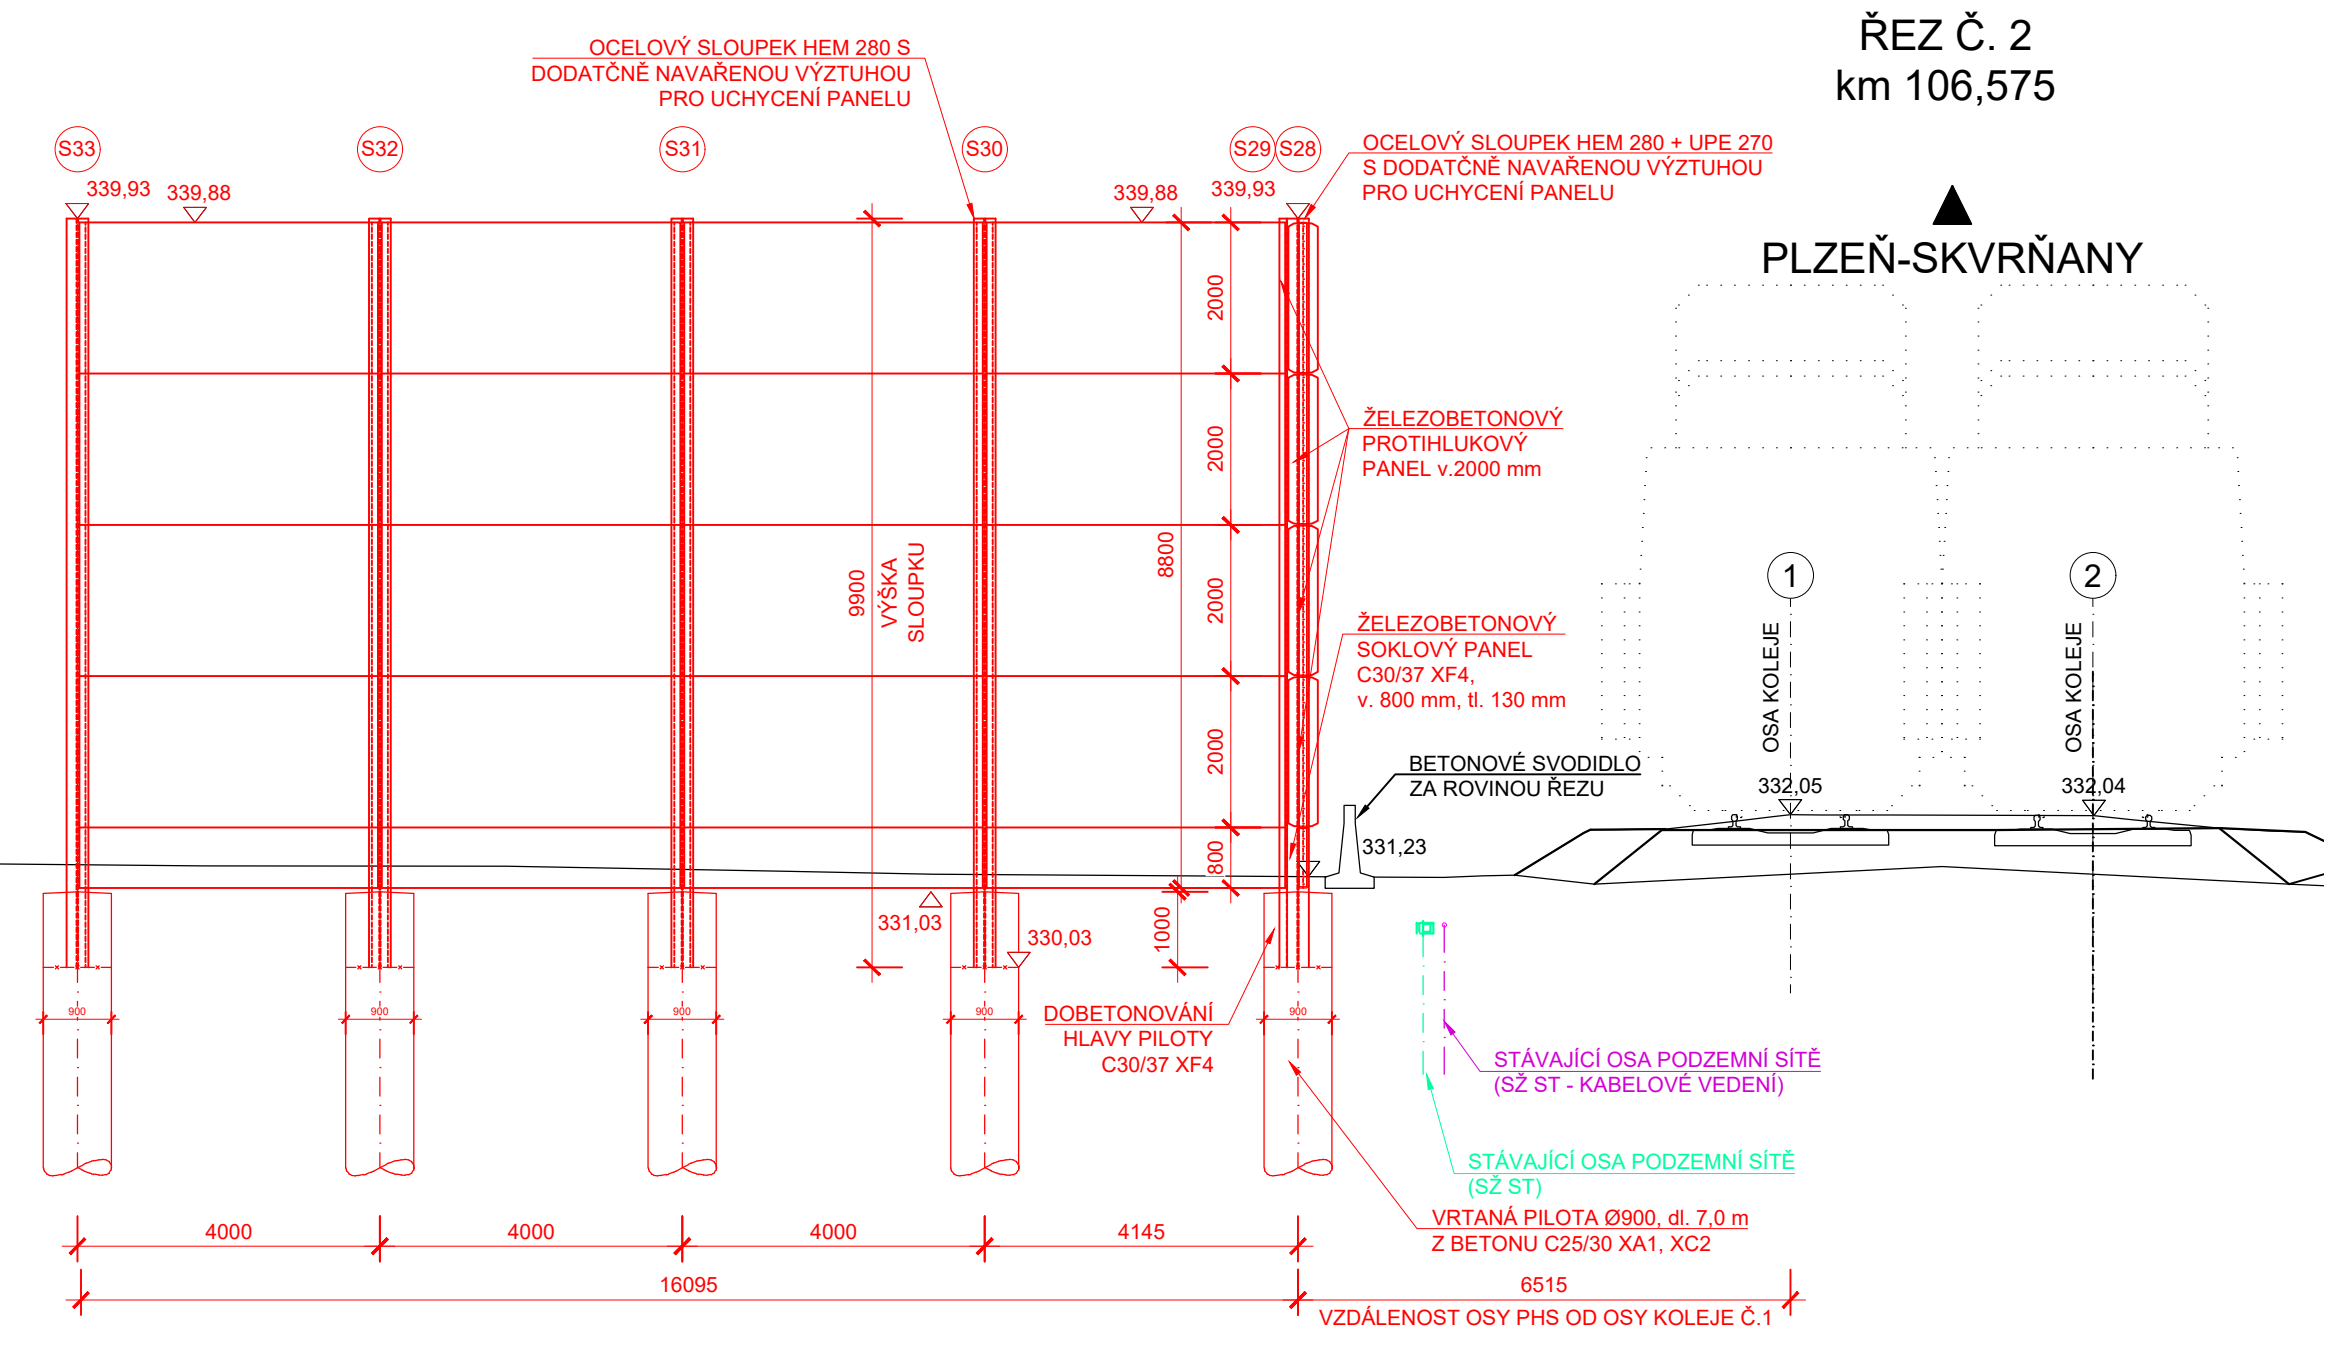 ŘEZ Č. 2
km 106,575
PLZEŇ-SKVRŇANY
OCELOVÝ SLOUPEK HEM 280 S
DODATČNĚ NAVAŘENOU VÝZTUHOU
PRO UCHYCENÍ PANELU
S33
S32
S31
S30
S29
S28
OCELOVÝ SLOUPEK HEM 280 + UPE 270
S DODATČNĚ NAVAŘENOU VÝZTUHOU
PRO UCHYCENÍ PANELU
339,93
339,88
339,88
339,93
2000
2000
2000
2000
800
8800
1000
9900
VÝŠKA
SLOUPKU
ŽELEZOBETONOVÝ
PROTIHLUKOVÝ
PANEL v.2000 mm
ŽELEZOBETONOVÝ
SOKLOVÝ PANEL
C30/37 XF4,
v. 800 mm, tl. 130 mm
BETONOVÉ SVODIDLO
ZA ROVINOU ŘEZU
331,23
1
2
OSA KOLEJE
OSA KOLEJE
332,05
332,04
331,03
330,03
900
900
900
900
900
DOBETONOVÁNÍ
HLAVY PILOTY
C30/37 XF4
STÁVAJÍCÍ OSA PODZEMNÍ SÍTĚ
(SŽ ST - KABELOVÉ VEDENÍ)
STÁVAJÍCÍ OSA PODZEMNÍ SÍTĚ
(SŽ ST)
VRTANÁ PILOTA Ø900, dl. 7,0 m
Z BETONU C25/30 XA1, XC2
4000
4000
4000
4145
16095
6515
VZDÁLENOST OSY PHS OD OSY KOLEJE Č.1